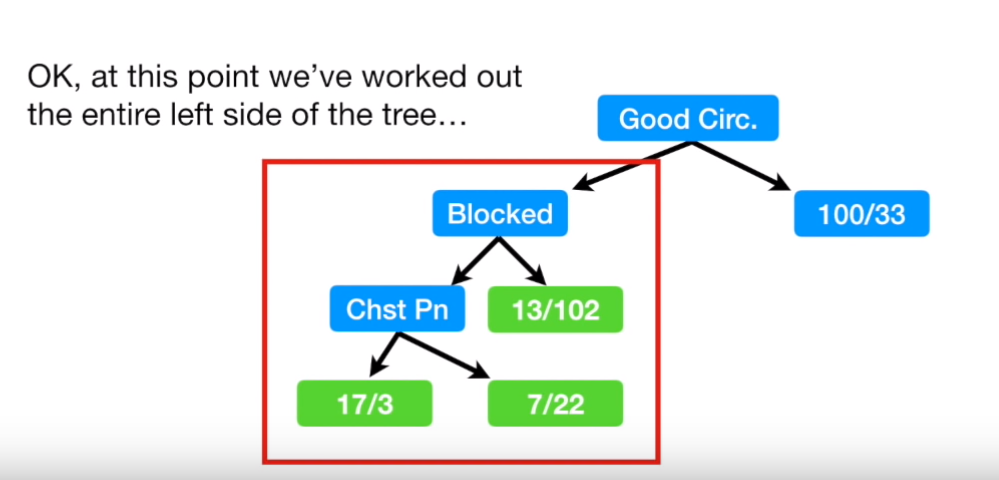 OK, at this point we’ve worked out
the entire left side of the tree…
Good Circ.
Blocked
100/33
Chst Pn
13/102
17/3
7/22